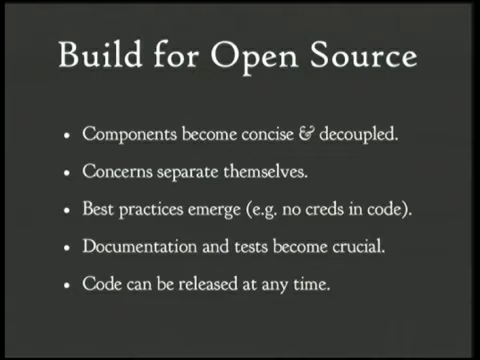 Build for Open Source
• Components become concise & decoupled.
• Concerns separate themselves.
• Best practices emerge (e.g. no creds in code).
• Documentation and tests become crucial.
• Code can be released at any time.